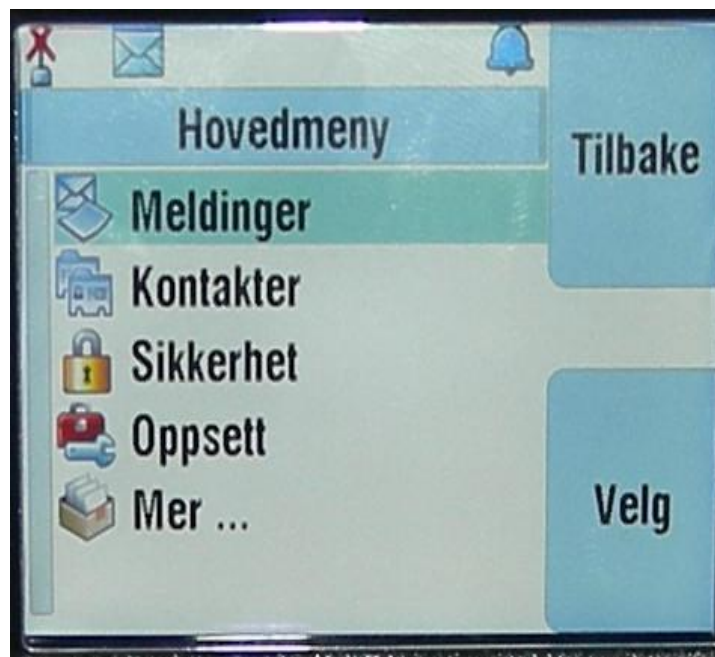 Hovedmeny
Tilbake
Meldinger
Kontakter
Sikkerhet
Oppsett
Mer ...
Velg